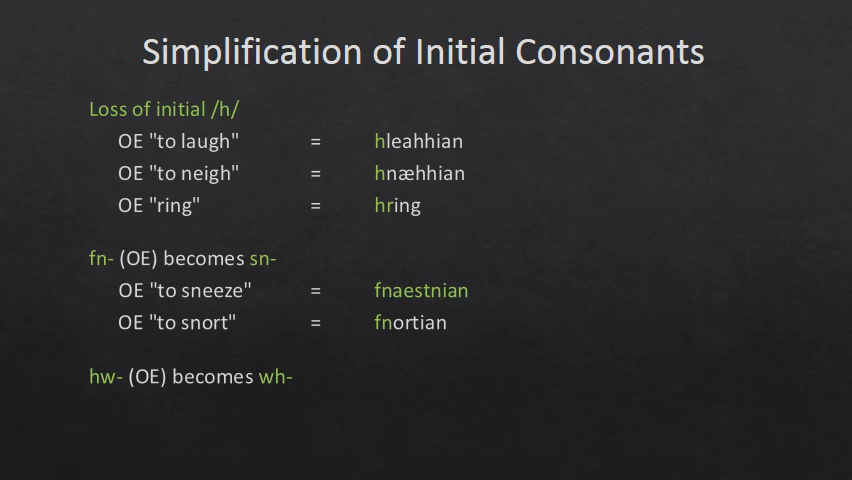 Simplification of Initial Consonants
Loss of initial /h/
OE "to laugh" = hleahhian
OE "to neigh" = hnæhhian
OE "ring" = hring
fn- (OE) becomes sn-
OE "to sneeze" = fnaestnian
OE "to snort" = fnortian
hw- (OE) becomes wh-